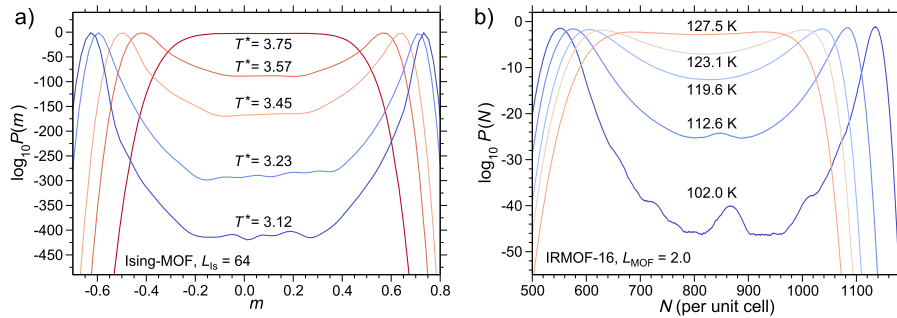 a)
log10P(m)
0
-50
-100
-150
-200
-250
-300
-350
-400
-450
T*= 3.75
T*= 3.57
T*= 3.45
T*= 3.23
T*= 3.12
Ising-MOF, LIs = 64
-0.6 -0.4 -0.2 0.0 0.2 0.4 0.6 0.8
m
b)
log10 P(N)
0
-10
-20
-30
-40
-50
127.5 K
123.1 K
119.6 K
112.6 K
102.0 K
IRMOF-16, LMOF = 2.0
500 600 700 800 900 1000 1100
N (per unit cell)